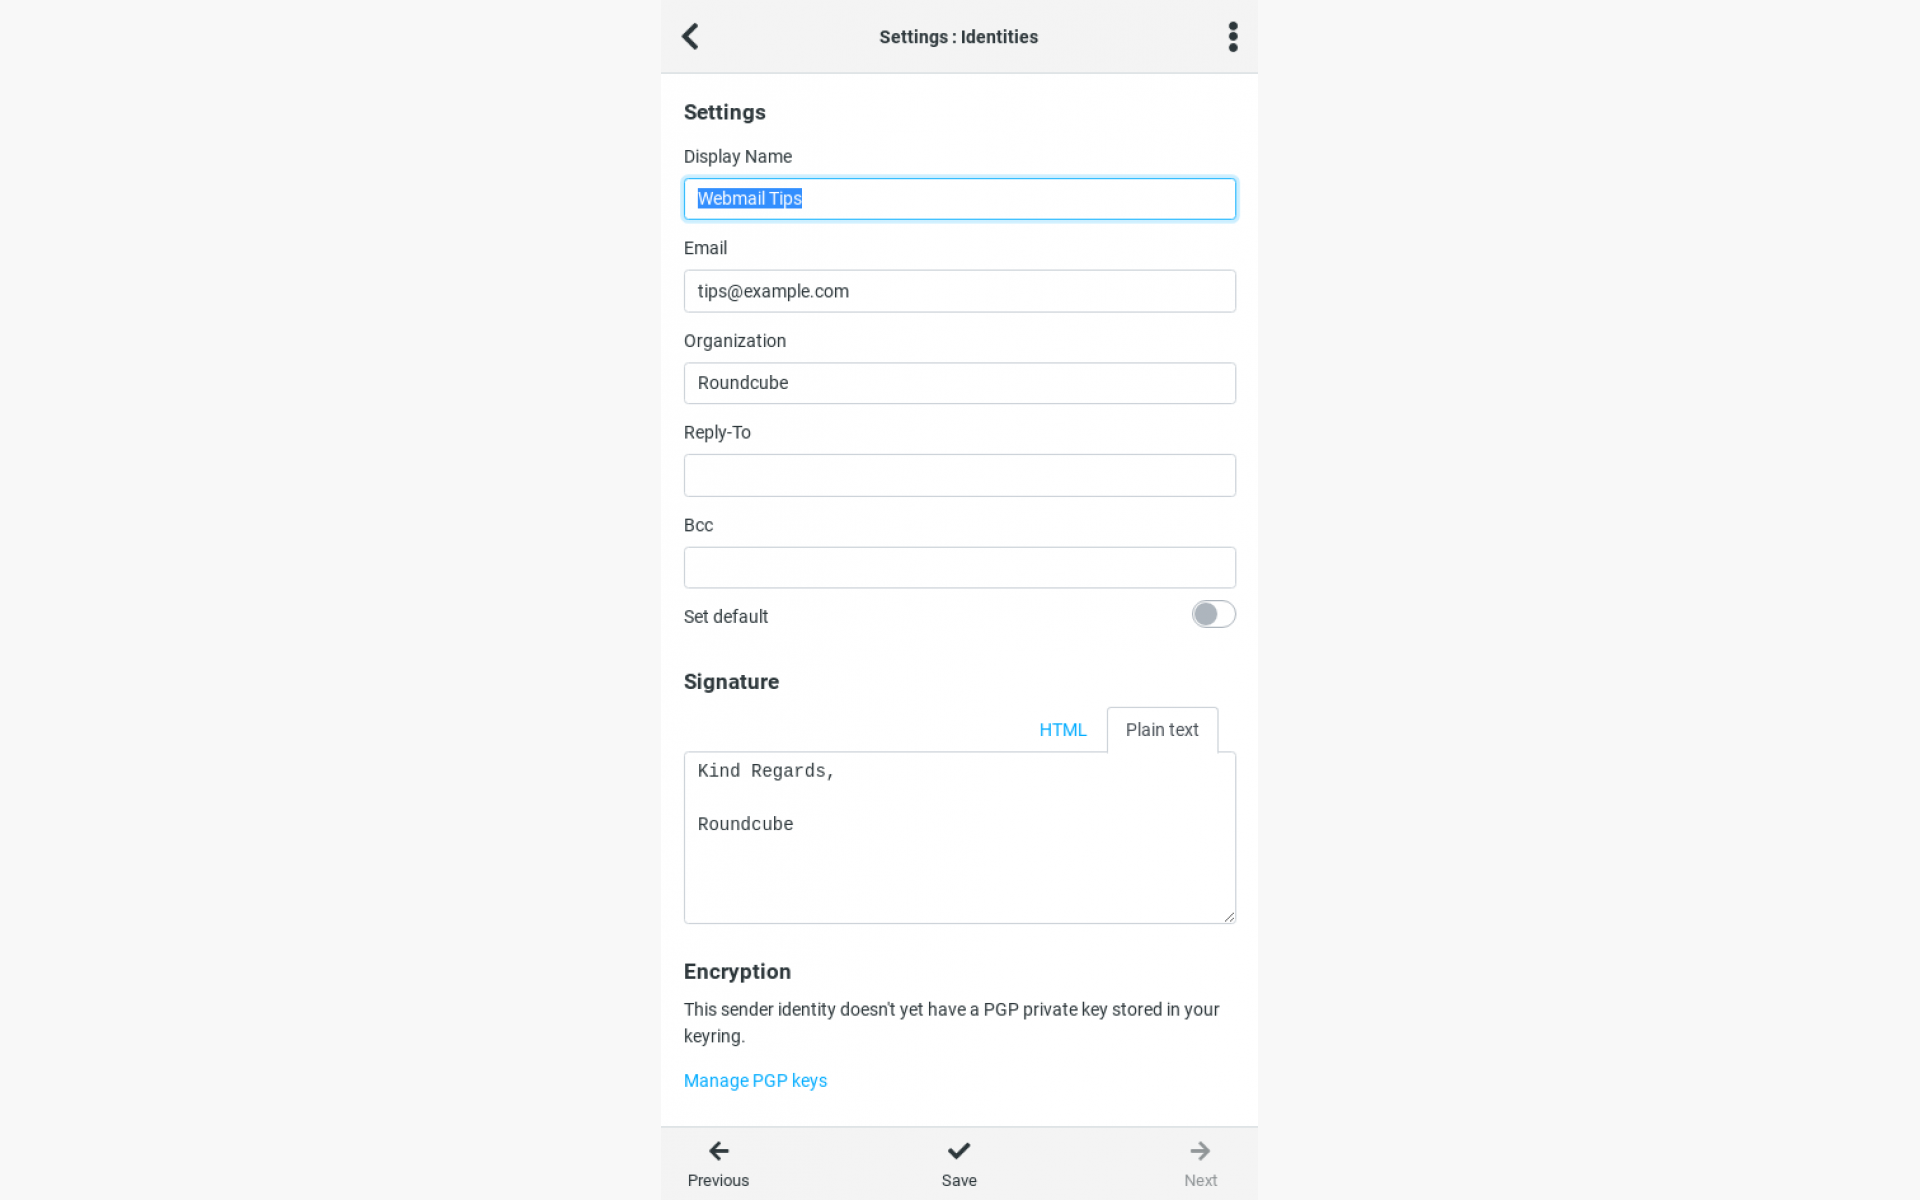 Settings : Identities
Settings
Display Name
Webmail Tips
Email
tips@example.com
Organization
Roundcube
Reply-To
Bcc
Set default
Signature
HTML
Plain text
Kind Regards,
Roundcube
Encryption
This sender identity doesn't yet have a PGP private key stored in your
keyring.
Manage PGP keys
Previous
Save
Next